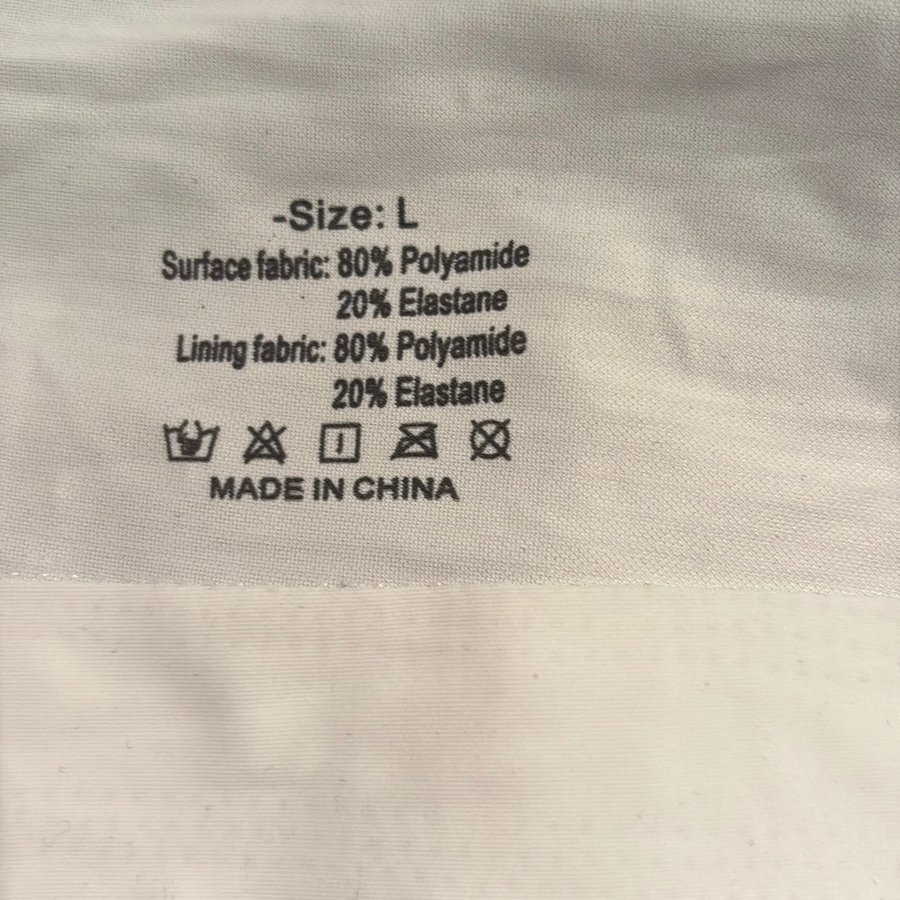 -Size: L
Surface fabric: 80% Polyamide
20% Elastane
Lining fabric: 80% Polyamide
20% Elastane
MADE IN CHINA